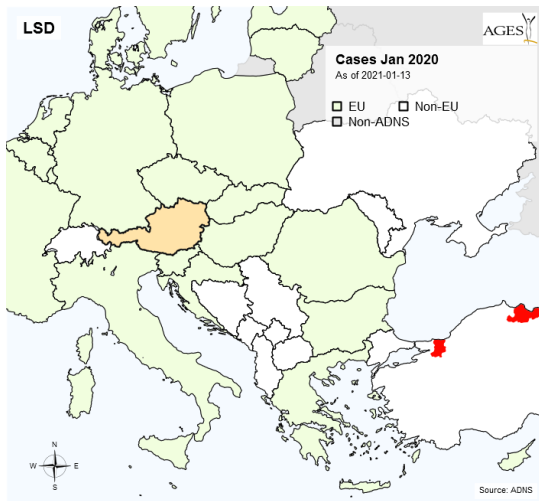 LSD
AGES
Cases Jan 2020
As of 2021-01-13
EU
Non-EU
Non-ADNS
N
W
E
S
Source: ADNS